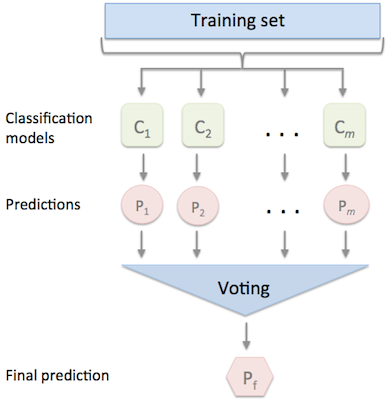 Training set
Classification
models
C1 C2 . . . Cm
Predictions
P1 P2 . . . Pm
Voting
Final prediction
Pf